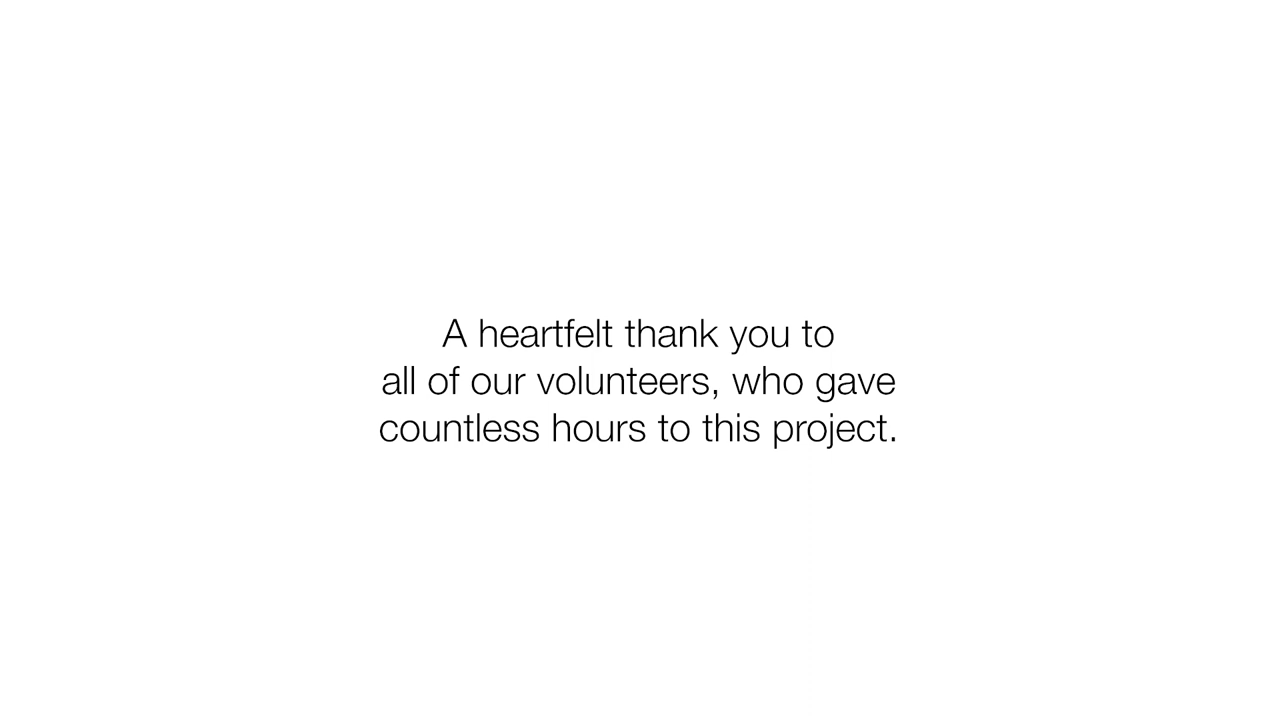 A heartfelt thank you to
all of our volunteers, who gave
countless hours to this project.